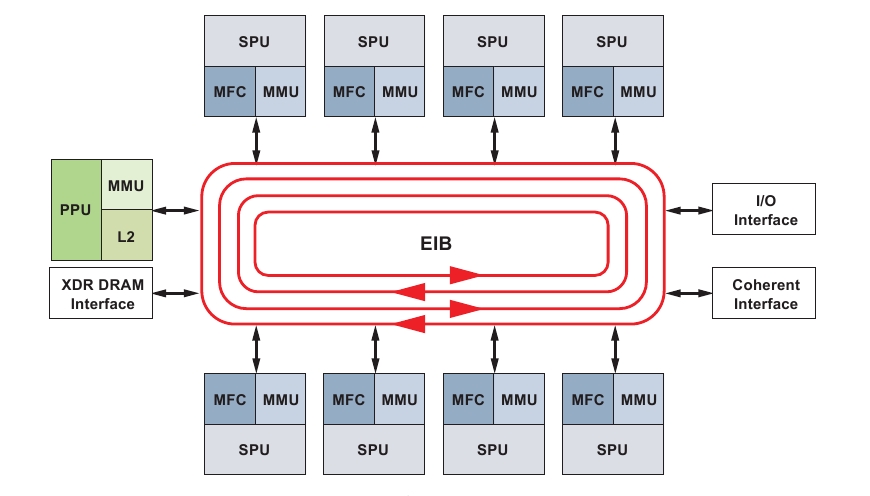 SPU SPU SPU SPU
MFC MMU MFC MMU MFC MMU MFC MMU
PPU MMU
L2
I/O
Interface
EIB
XDR DRAM
Interface
Coherent
Interface
MFC MMU MFC MMU MFC MMU MFC MMU
SPU SPU SPU SPU